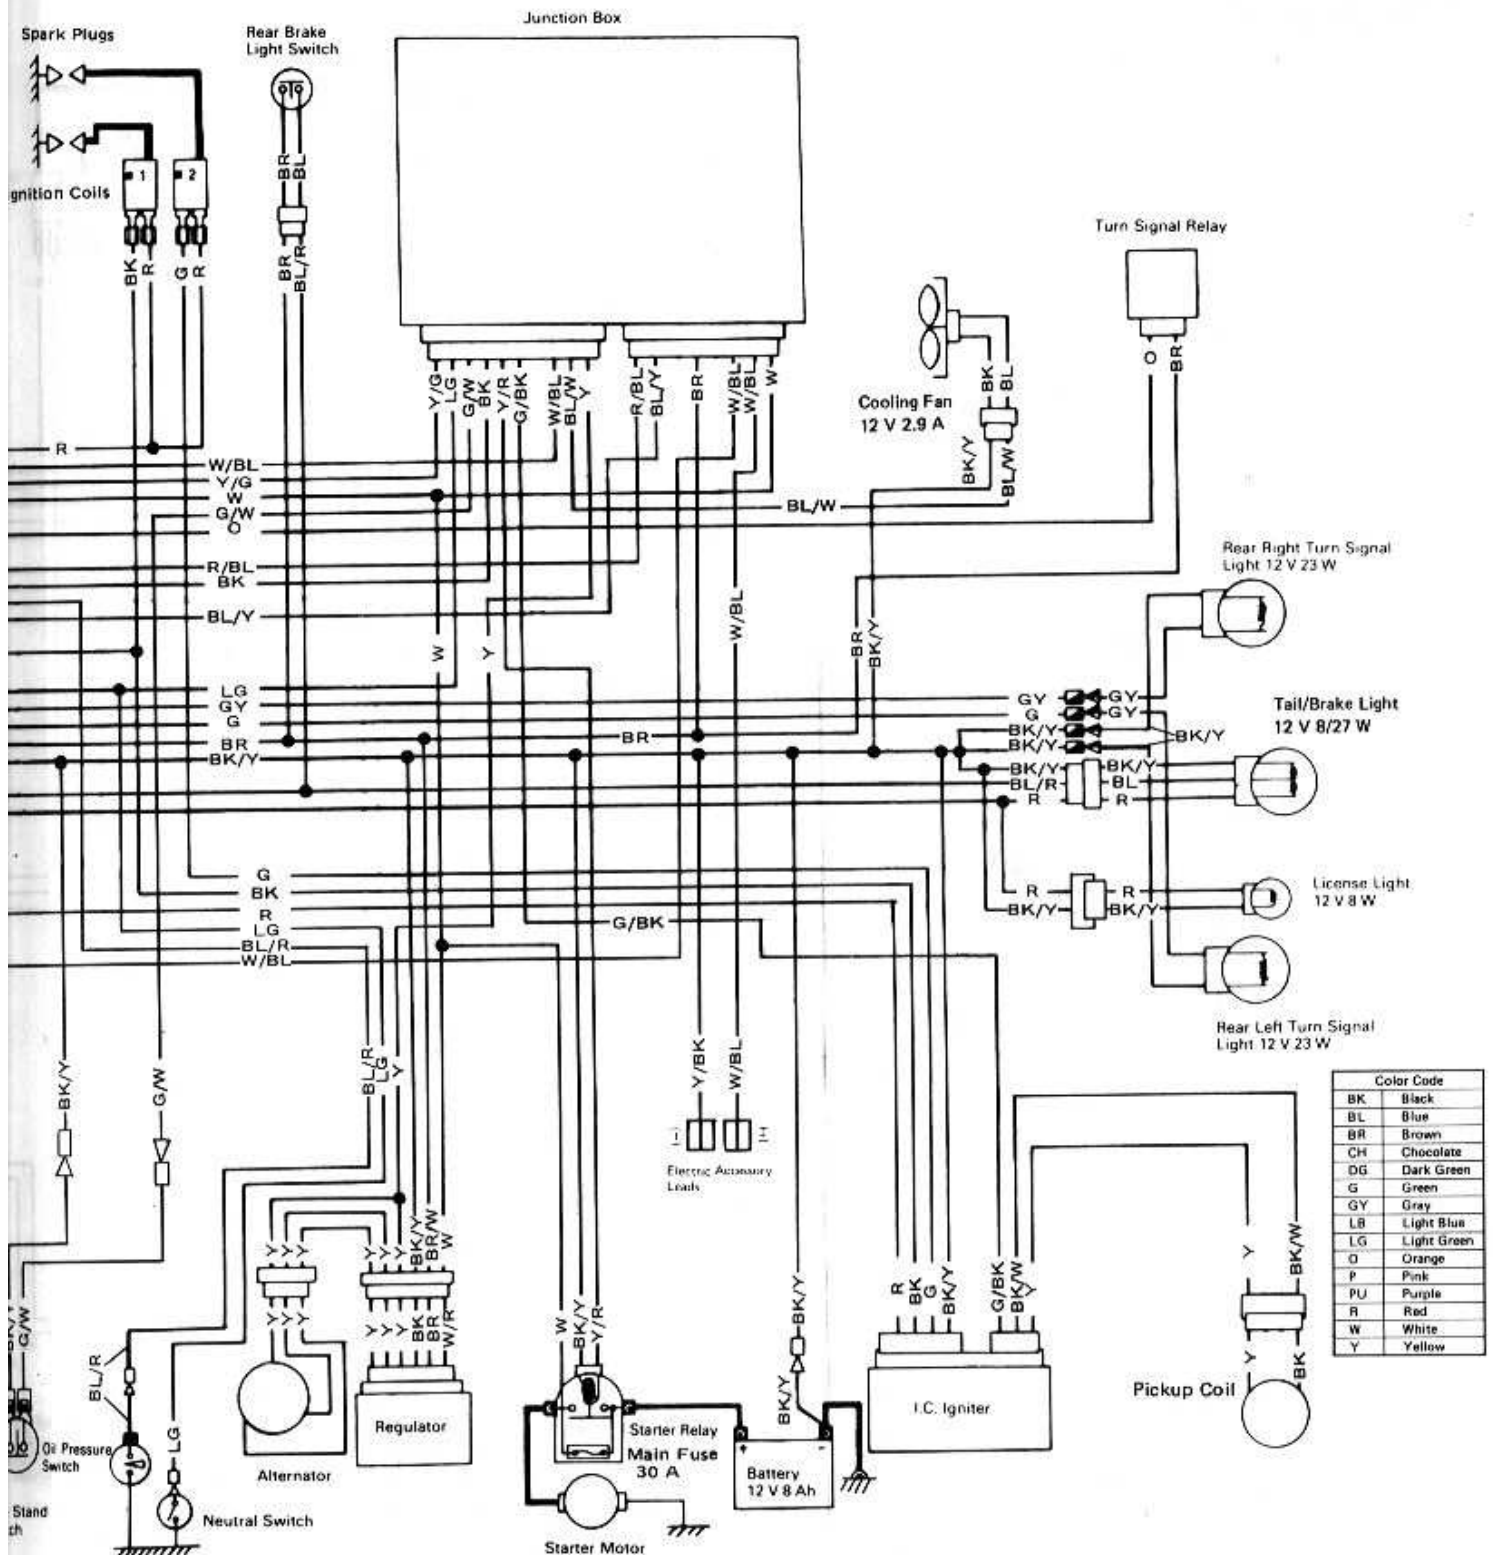 Junction Box
Spark Plugs
Rear Brake
Light Switch
1
2
gnition Coils
BR
BL
BR
BL/R
BK
R
G
R
Turn Signal Relay
O
BR
Cooling Fan
12 V 2.9 A
BK
BL
BK/Y
BL/W
Y/G
LG
G/W
BK
Y/R
G/BK
W/BL
BL/W
Y
R/BL
BL/Y
BR
W/BL
W/BL
W
R
W/BL
Y/G
W
G/W
O
BL/W
R/BL
BK
BL/Y
W
Y
W/BL
BR
BK/Y
Rear Right Turn Signal
Light 12 V 23 W
LG
GY
G
BR
BK/Y
BR
GY
G
BK/Y
BK/Y
GY
GY
BK/Y
Tail/Brake Light
12 V 8/27 W
BK/Y
BL/R
R
BK/Y
BL
R
G
BK
R
LG
BL/R
W/BL
G/BK
R
BK/Y
R
BK/Y
License Light
12 V 8 W
Rear Left Turn Signal
Light 12 V 23 W
BK/Y
G/W
BL/R
LG
Y
Y/BK
W/BL
(-)
Electric Accessory
Leads
Color Code
BK Black
BL Blue
BR Brown
CH Chocolate
DG Dark Green
G Green
GY Gray
LB Light Blue
LG Light Green
O Orange
P Pink
PU Purple
R Red
W White
Y Yellow
Y
Y
Y
Y
Y
Y
BK/Y
BR/W
W
Y
Y
Y
Y
Y
Y
BK
BR
W/R
W
BK/Y
Y/R
BK/Y
BK/Y
R
BK
G
BK/Y
G/BK
BK/W
Y
Y
BK/W
Y
BK
G/W
BL/R
LG
Oil Pressure
Switch
Stand
ch
Neutral Switch
Alternator
Regulator
Starter Relay
Main Fuse
30 A
Starter Motor
+
-
Battery
12 V 8 Ah
I.C. Igniter
Pickup Coil